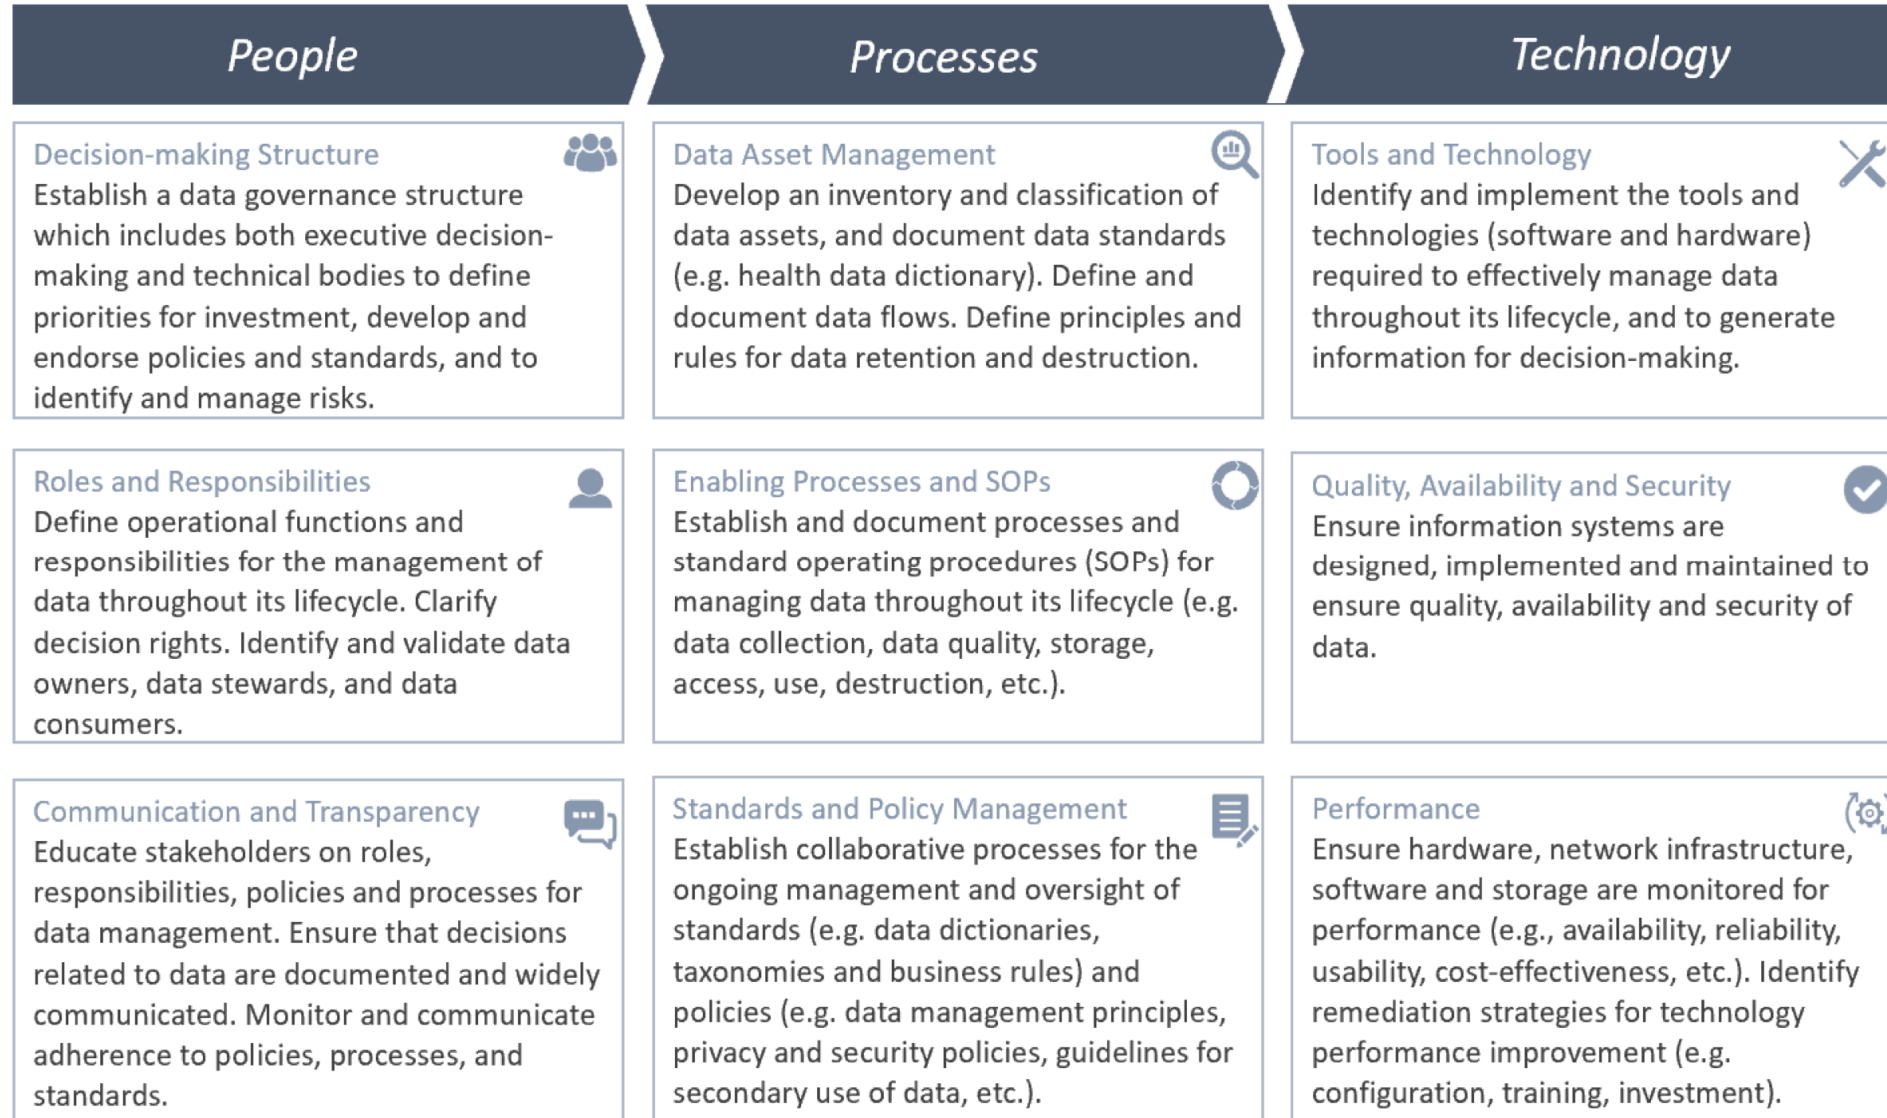 People
Processes
Technology
Decision-making Structure
Establish a data governance structure
which includes both executive decision-
making and technical bodies to define
priorities for investment, develop and
endorse policies and standards, and to
identify and manage risks.
Data Asset Management
Develop an inventory and classification of
data assets, and document data standards
(e.g. health data dictionary). Define and
document data flows. Define principles and
rules for data retention and destruction.
Tools and Technology
Identify and implement the tools and
technologies (software and hardware)
required to effectively manage data
throughout its lifecycle, and to generate
information for decision-making.
Roles and Responsibilities
Define operational functions and
responsibilities for the management of
data throughout its lifecycle. Clarify
decision rights. Identify and validate data
owners, data stewards, and data
consumers.
Enabling Processes and SOPs
Establish and document processes and
standard operating procedures (SOPs) for
managing data throughout its lifecycle (e.g.
data collection, data quality, storage,
access, use, destruction, etc.).
Quality, Availability and Security
Ensure information systems are
designed, implemented and maintained to
ensure quality, availability and security of
data.
Communication and Transparency
Educate stakeholders on roles,
responsibilities, policies and processes for
data management. Ensure that decisions
related to data are documented and widely
communicated. Monitor and communicate
adherence to policies, processes, and
standards.
Standards and Policy Management
Establish collaborative processes for the
ongoing management and oversight of
standards (e.g. data dictionaries,
taxonomies and business rules) and
policies (e.g. data management principles,
privacy and security policies, guidelines for
secondary use of data, etc.).
Performance
Ensure hardware, network infrastructure,
software and storage are monitored for
performance (e.g., availability, reliability,
usability, cost-effectiveness, etc.). Identify
remediation strategies for technology
performance improvement (e.g.
configuration, training, investment).